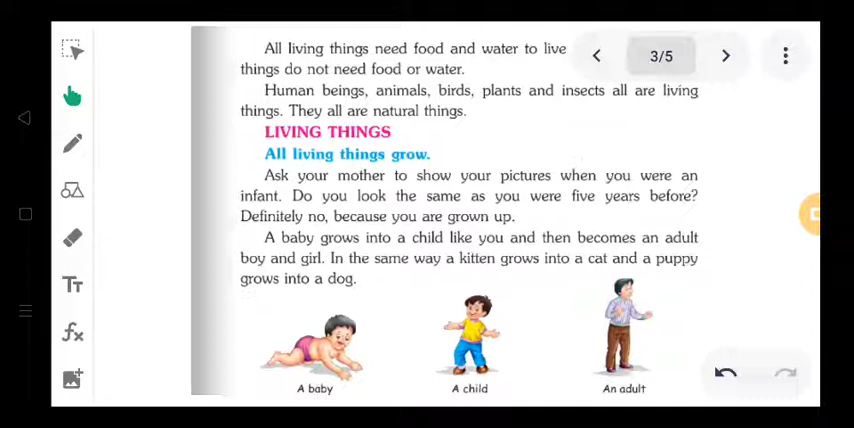 All living things need food and water to live
3/5
things do not need food or water.
Human beings, animals, birds, plants and insects all are living
things. They all are natural things.
LIVING THINGS
All living things grow.
Ask your mother to show your pictures when you were an
infant. Do you look the same as you were five years before?
Definitely no, because you are grown up.
A baby grows into a child like you and then becomes an adult
boy and girl. In the same way a kitten grows into a cat and a puppy
grows into a dog.
Tт
fx
A baby
A child
An adult